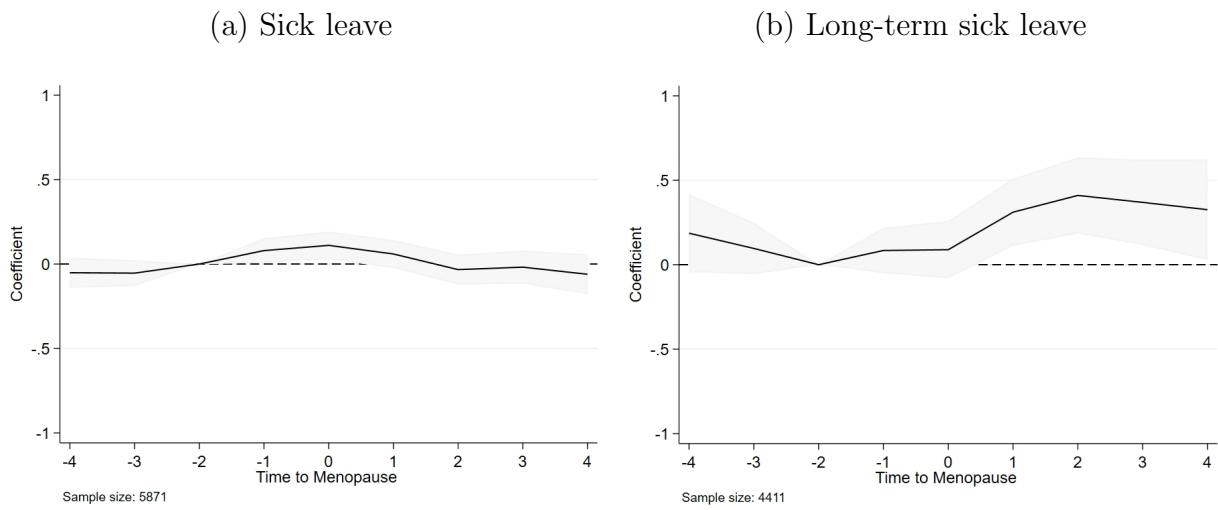 (a) Sick leave
1
.5
0
-.5
-1
Coefficient
-4 -3 -2 -1 0 1 2 3 4
Time to Menopause
Sample size: 5871
(b) Long-term sick leave
1
.5
0
-.5
-1
Coefficient
-4 -3 -2 -1 0 1 2 3 4
Time to Menopause
Sample size: 4411